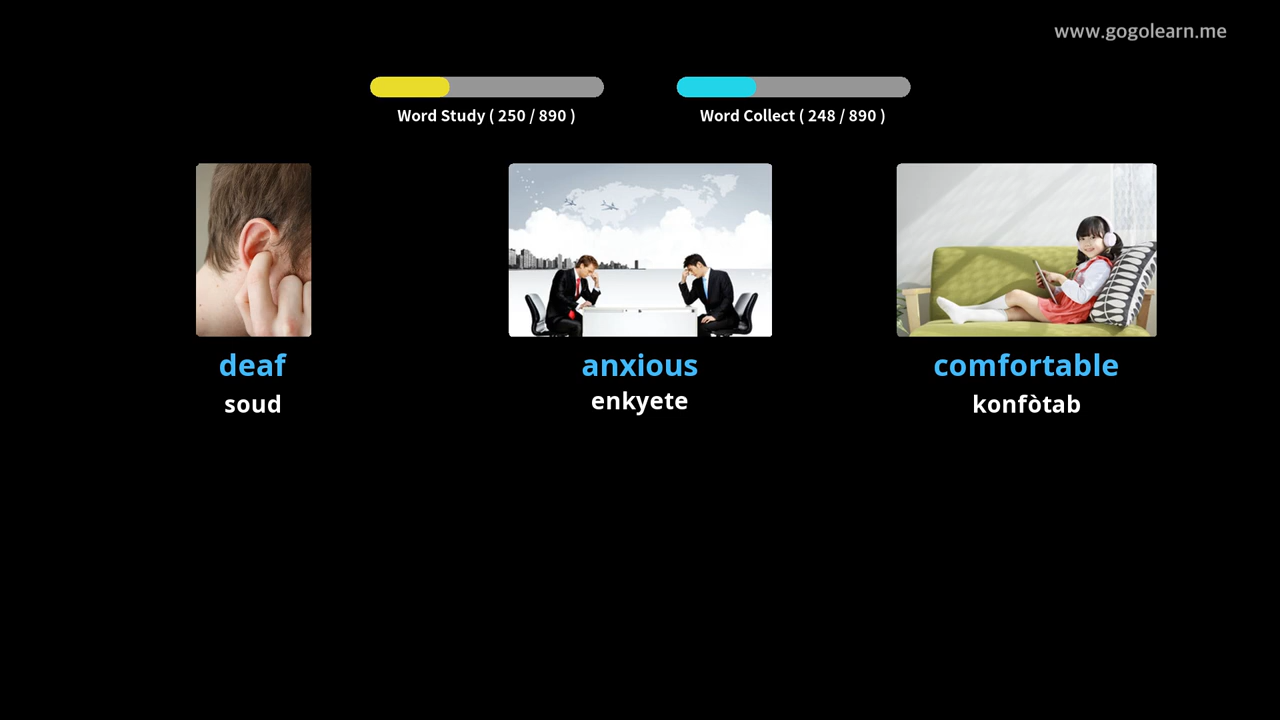 www.gogolearn.me
Word Study ( 250 / 890 )
Word Collect ( 248 / 890 )
deaf
soud
anxious
enkyete
comfortable
konfòtab